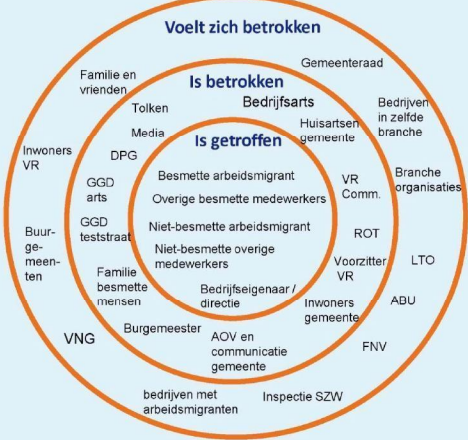 Voelt zich betrokken
Gemeenteraad
Familie en
vrienden
Is betrokken
Bedrijfsarts
Tolken
Bedrijven
in zelfde
branche
Media
Huisartsen
gemeente
Is getroffen
Inwoners
VR
DPG
Besmette arbeidsmigrant
Branche
organisaties
GGD
arts
VR
Comm.
Overige besmette medewerkers
GGD
teststraat
Niet-besmette arbeidsmigrant
ROT
Buur-
ge-
meen-
ten
Niet-besmette overige
medewerkers
Voorzitter
VR
LTO
Familie
besmette
mensen
Bedrijfseigenaar /
directie
Inwoners
gemeente
ABU
Burgemeester
AOV en
communicatie
gemeente
VNG
FNV
bedrijven met
arbeidsmigranten
Inspectie SZW